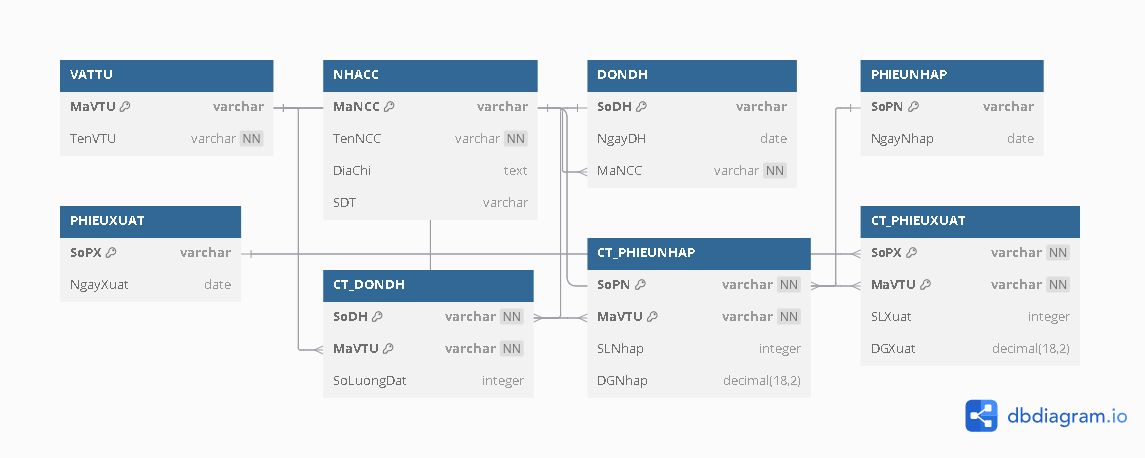 VATTU
MaVTU varchar
TenVTU varchar NN
NHACC
MaNCC varchar
TenNCC varchar NN
DiaChi text
SDT varchar
DONDH
SoDH varchar
NgayDH date
MaNCC varchar NN
PHIEUNHAP
SoPN varchar
NgayNhap date
PHIEUXUAT
SoPX varchar
NgayXuat date
CT_DONDH
SoDH varchar NN
MaVTU varchar NN
SoLuongDat integer
CT_PHIEUNHAP
SoPN varchar NN
MaVTU varchar NN
SLNhap integer
DGNhap decimal(18,2)
CT_PHIEUXUAT
SoPX varchar NN
MaVTU varchar NN
SLXuat integer
DGXuat decimal(18,2)
dbdiagram.io